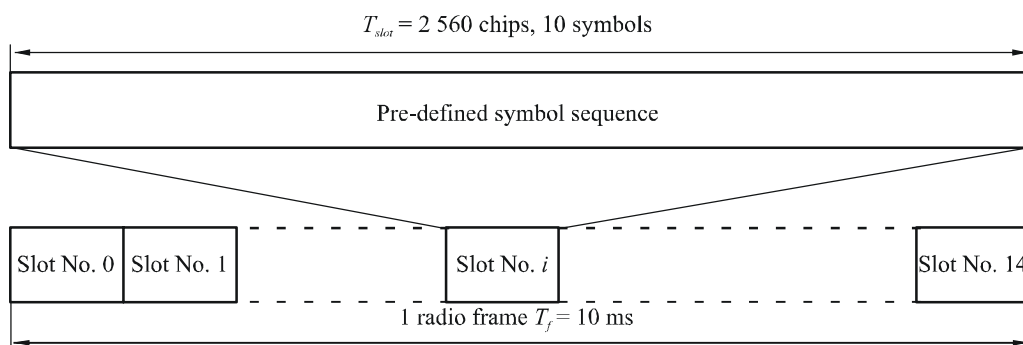 T_slot = 2 560 chips, 10 symbols
Pre-defined symbol sequence
Slot No. 0 Slot No. 1 Slot No. i Slot No. 14
1 radio frame T_f = 10 ms